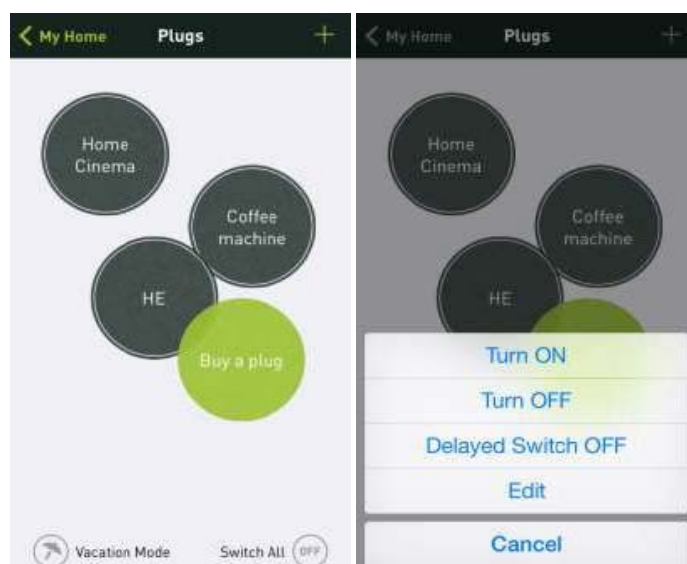 My Home
Plugs
+
Home
Cinema
Coffee
machine
HE
Buy a plug
Vacation Mode
Switch All
OFF
My Home
Plugs
+
Home
Cinema
Coffee
machine
HE
Turn ON
Turn OFF
Delayed Switch OFF
Edit
Cancel